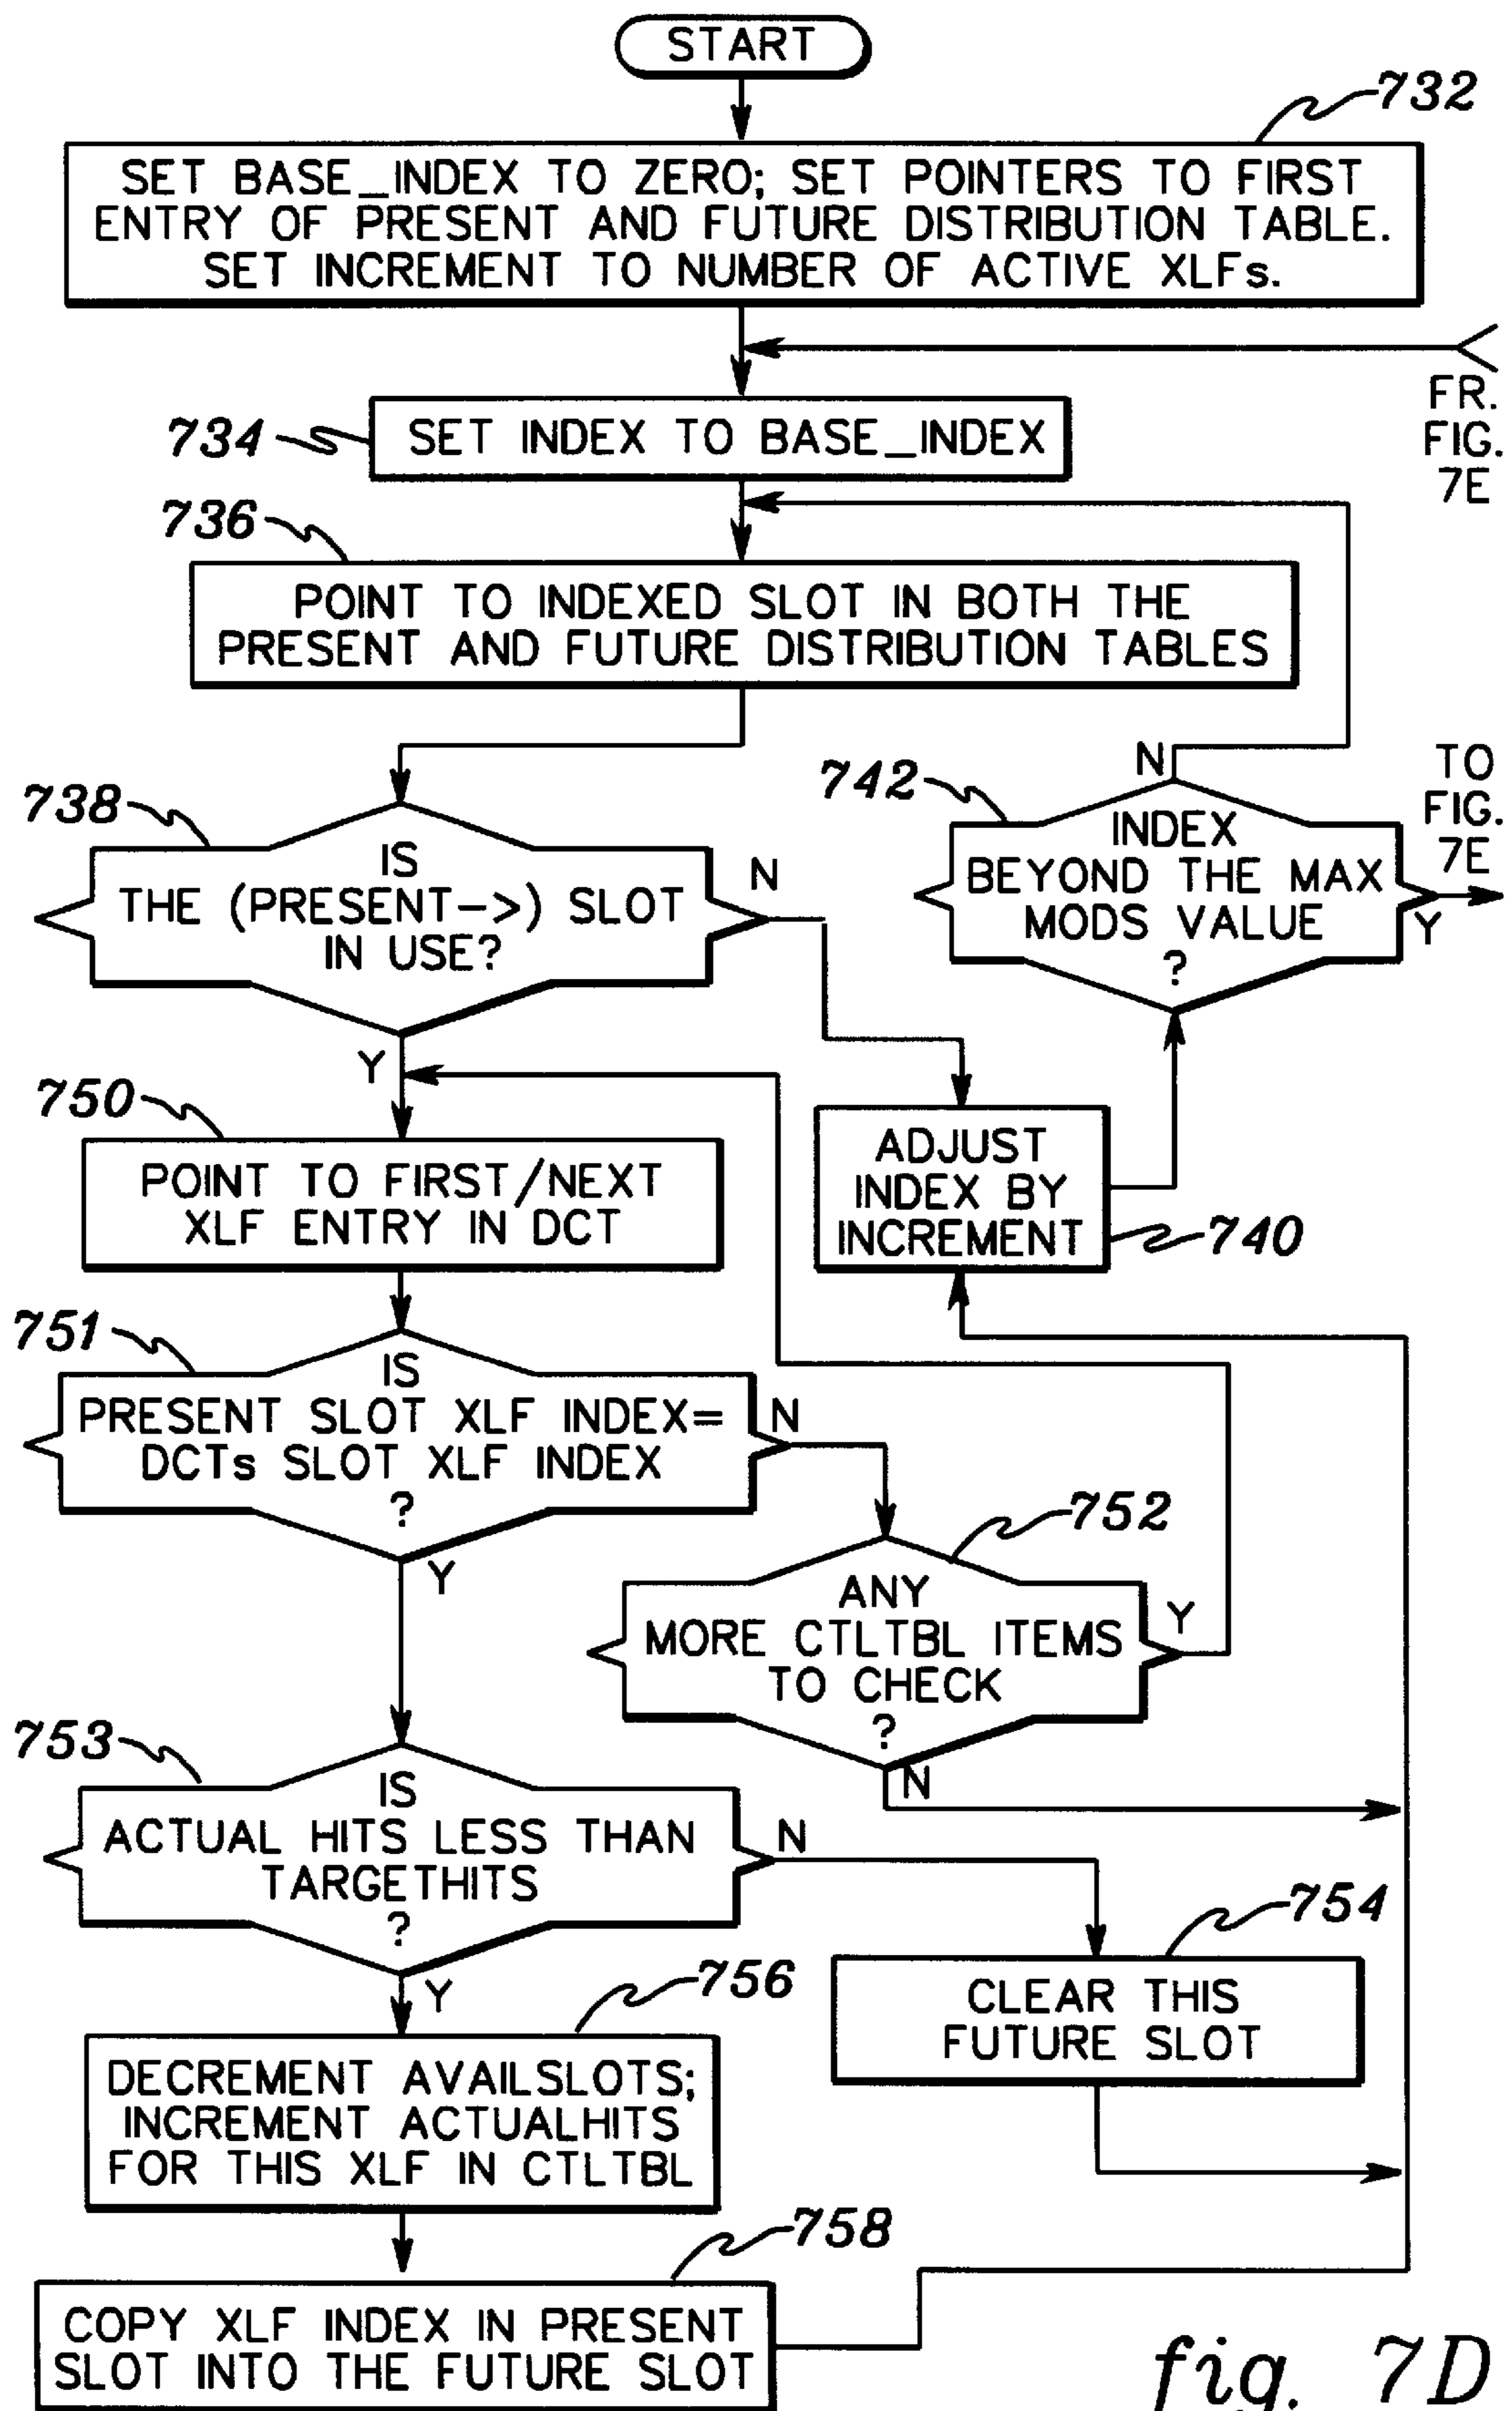 START
732
SET BASE_INDEX TO ZERO; SET POINTERS TO FIRST
ENTRY OF PRESENT AND FUTURE DISTRIBUTION TABLE.
SET INCREMENT TO NUMBER OF ACTIVE XLFs.
FR.
FIG.
7E
734
SET INDEX TO BASE_INDEX
736
POINT TO INDEXED SLOT IN BOTH THE
PRESENT AND FUTURE DISTRIBUTION TABLES
738
IS
THE (PRESENT->) SLOT
IN USE?
N
Y
742
N
INDEX
BEYOND THE MAX
MODS VALUE
?
Y
TO
FIG.
7E
750
POINT TO FIRST/NEXT
XLF ENTRY IN DCT
ADJUST
INDEX BY
INCREMENT
740
751
IS
PRESENT SLOT XLF INDEX=
DCTs SLOT XLF INDEX
?
N
Y
752
ANY
MORE CTLTBL ITEMS
TO CHECK
?
Y
N
753
IS
ACTUAL HITS LESS THAN
TARGETHITS
?
N
Y
754
CLEAR THIS
FUTURE SLOT
756
DECREMENT AVAILSLOTS;
INCREMENT ACTUALHITS
FOR THIS XLF IN CTLTBL
758
COPY XLF INDEX IN PRESENT
SLOT INTO THE FUTURE SLOT
fig. 7D